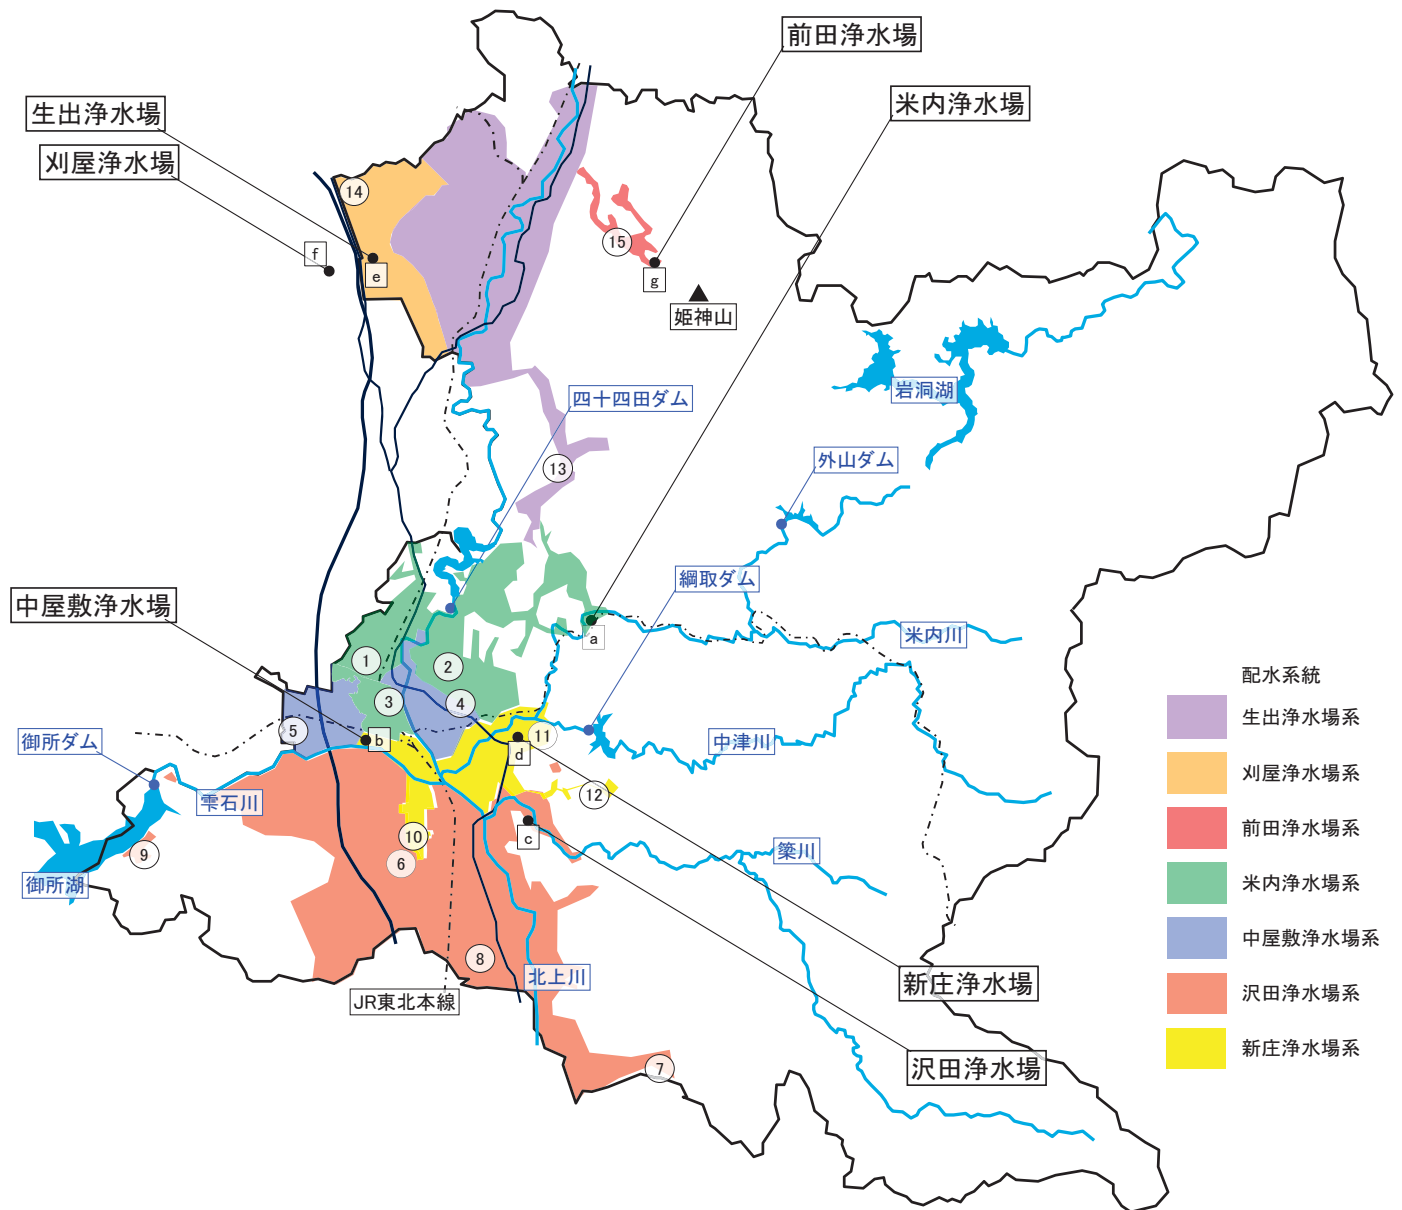 前田浄水場
生出浄水場
米内浄水場
刈屋浄水場
14
f
e
15
g
姫神山
四十四田ダム
岩洞湖
13
外山ダム
綱取ダム
中屋敷浄水場
a
米内川
1
2
3
4
5
b
11
d
中津川
御所ダム
雫石川
12
10
c
9
6
簗川
御所湖
8
北上川
JR東北本線
新庄浄水場
7
沢田浄水場
配水系統
生出浄水場系
刈屋浄水場系
前田浄水場系
米内浄水場系
中屋敷浄水場系
沢田浄水場系
新庄浄水場系